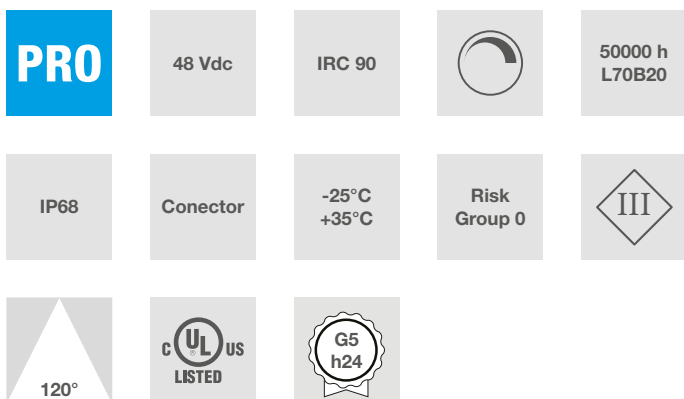 PRO
48 Vdc
IRC 90
50000 h
L70B20
IP68
Conector
-25°C
+35°C
Risk
Group 0
III
120°
C UL® US
LISTED
G5
h24